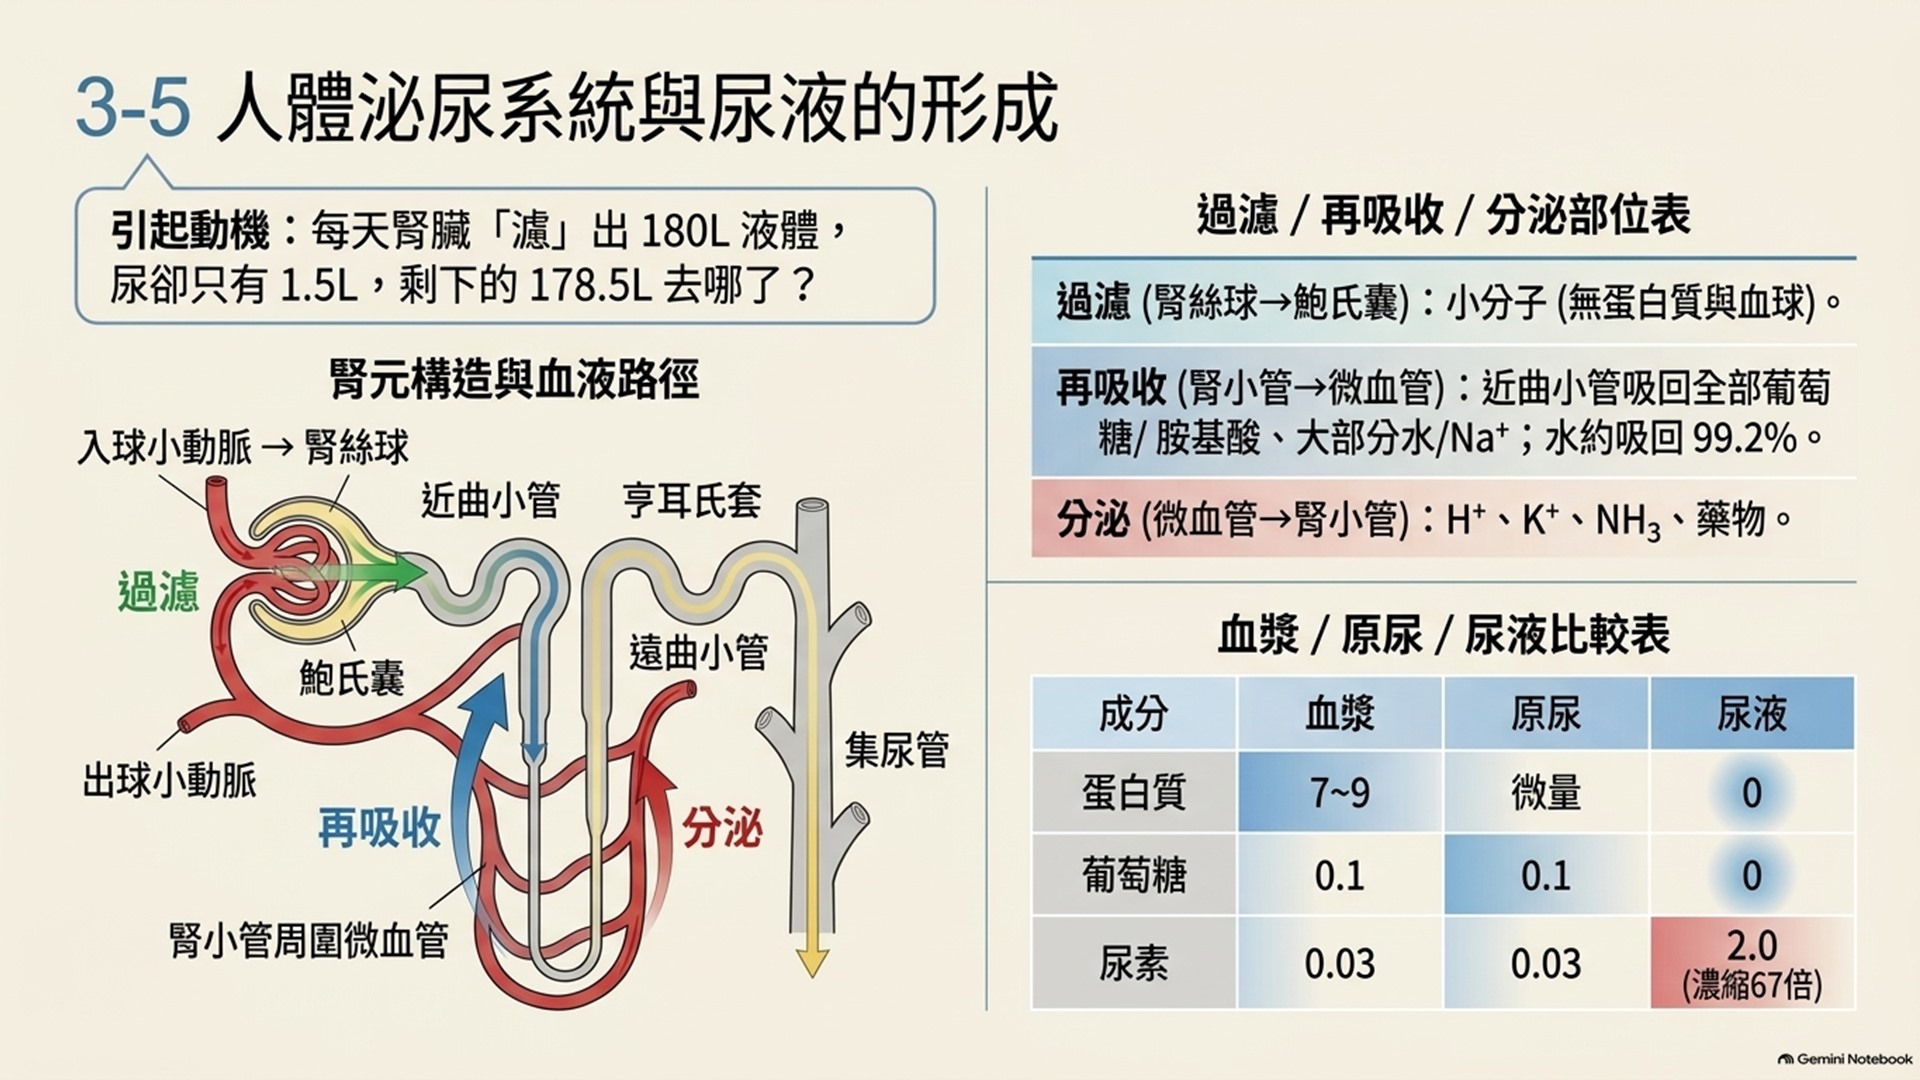 3-5 人體泌尿系統與尿液的形成
引起動機：每天腎臟「濾」出 180L 液體，
尿卻只有 1.5L，剩下的 178.5L 去哪了？
腎元構造與血液路徑
入球小動脈 → 腎絲球
近曲小管
亨耳氏套
過濾
鮑氏囊
遠曲小管
出球小動脈
集尿管
再吸收
分泌
腎小管周圍微血管
過濾 / 再吸收 / 分泌部位表
過濾 (腎絲球→鮑氏囊)：小分子 (無蛋白質與血球)。
再吸收 (腎小管→微血管)：近曲小管吸回全部葡萄
糖/ 胺基酸、大部分水/Na⁺；水約吸回 99.2%。
分泌 (微血管→腎小管)：H⁺、K⁺、NH₃、藥物。
血漿 / 原尿 / 尿液比較表
成分 血漿 原尿 尿液
蛋白質 7~9 微量 0
葡萄糖 0.1 0.1 0
尿素 0.03 0.03 2.0
(濃縮67倍)
Gemini Notebook